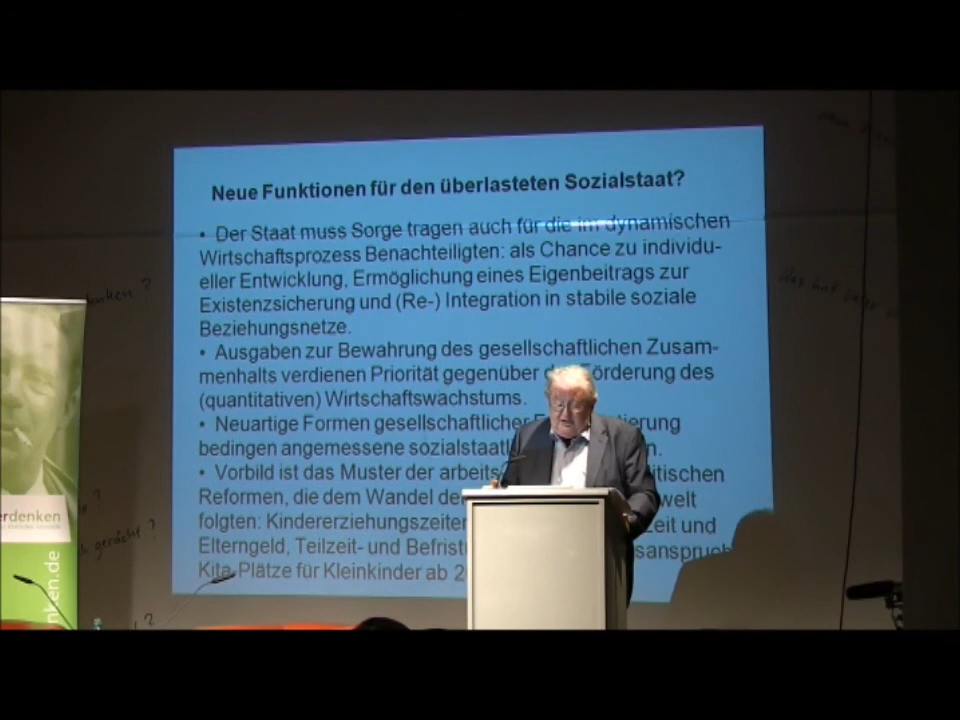 Neue Funktionen für den überlasteten Sozialstaat?
• Der Staat muss Sorge tragen auch für die im dynamischen
Wirtschaftsprozess Benachteiligten: als Chance zu individu-
eller Entwicklung, Ermöglichung eines Eigenbeitrags zur
Existenzsicherung und (Re-) Integration in stabile soziale
Beziehungsnetze.
• Ausgaben zur Bewahrung des gesellschaftlichen Zusam-
menhalts verdienen Priorität gegenüber der Förderung des
(quantitativen) Wirtschaftswachstums.
• Neuartige Formen gesellschaftlicher
bedingen angemessene
• Vorbild ist das Muster der
Reformen, die dem Wandel
folgten: Kindererziehungszeiten
Elterngeld, Teilzeit- und
Kita-Plätze für Kleinkinder ab
erdenken
nken.de